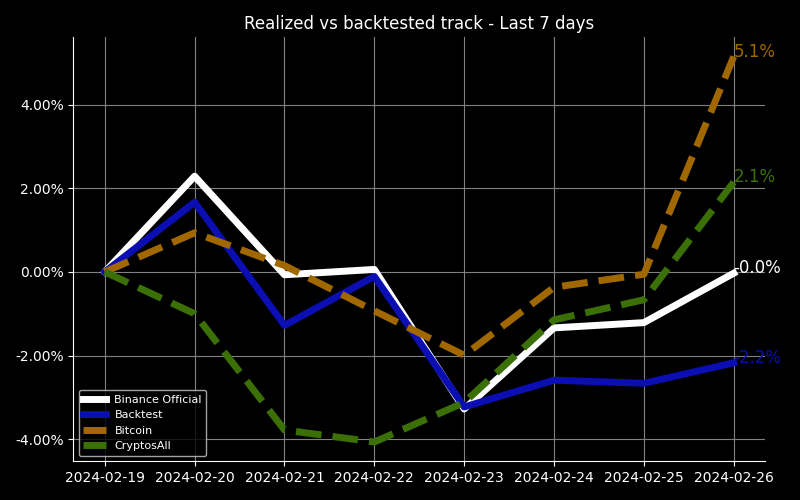 Realized vs backtested track - Last 7 days
5.1%
4.00%
2.00%
2.1%
0.00%
-0.0%
-2.00%
-2.2%
-4.00%
Binance Official
Backtest
Bitcoin
CryptosAll
2024-02-19 2024-02-20 2024-02-21 2024-02-22 2024-02-23 2024-02-24 2024-02-25 2024-02-26